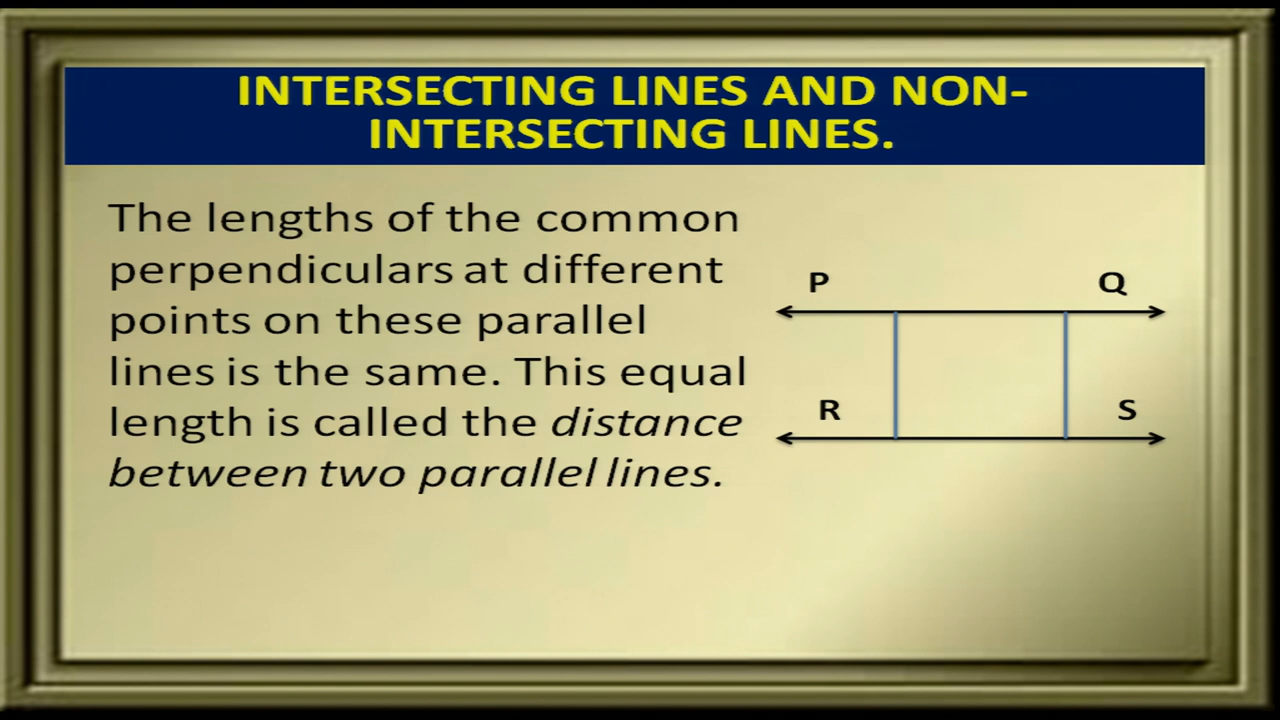 INTERSECTING LINES AND NON-
INTERSECTING LINES.
The lengths of the common
perpendiculars at different
points on these parallel
lines is the same. This equal
length is called the distance
between two parallel lines.
P Q
R S